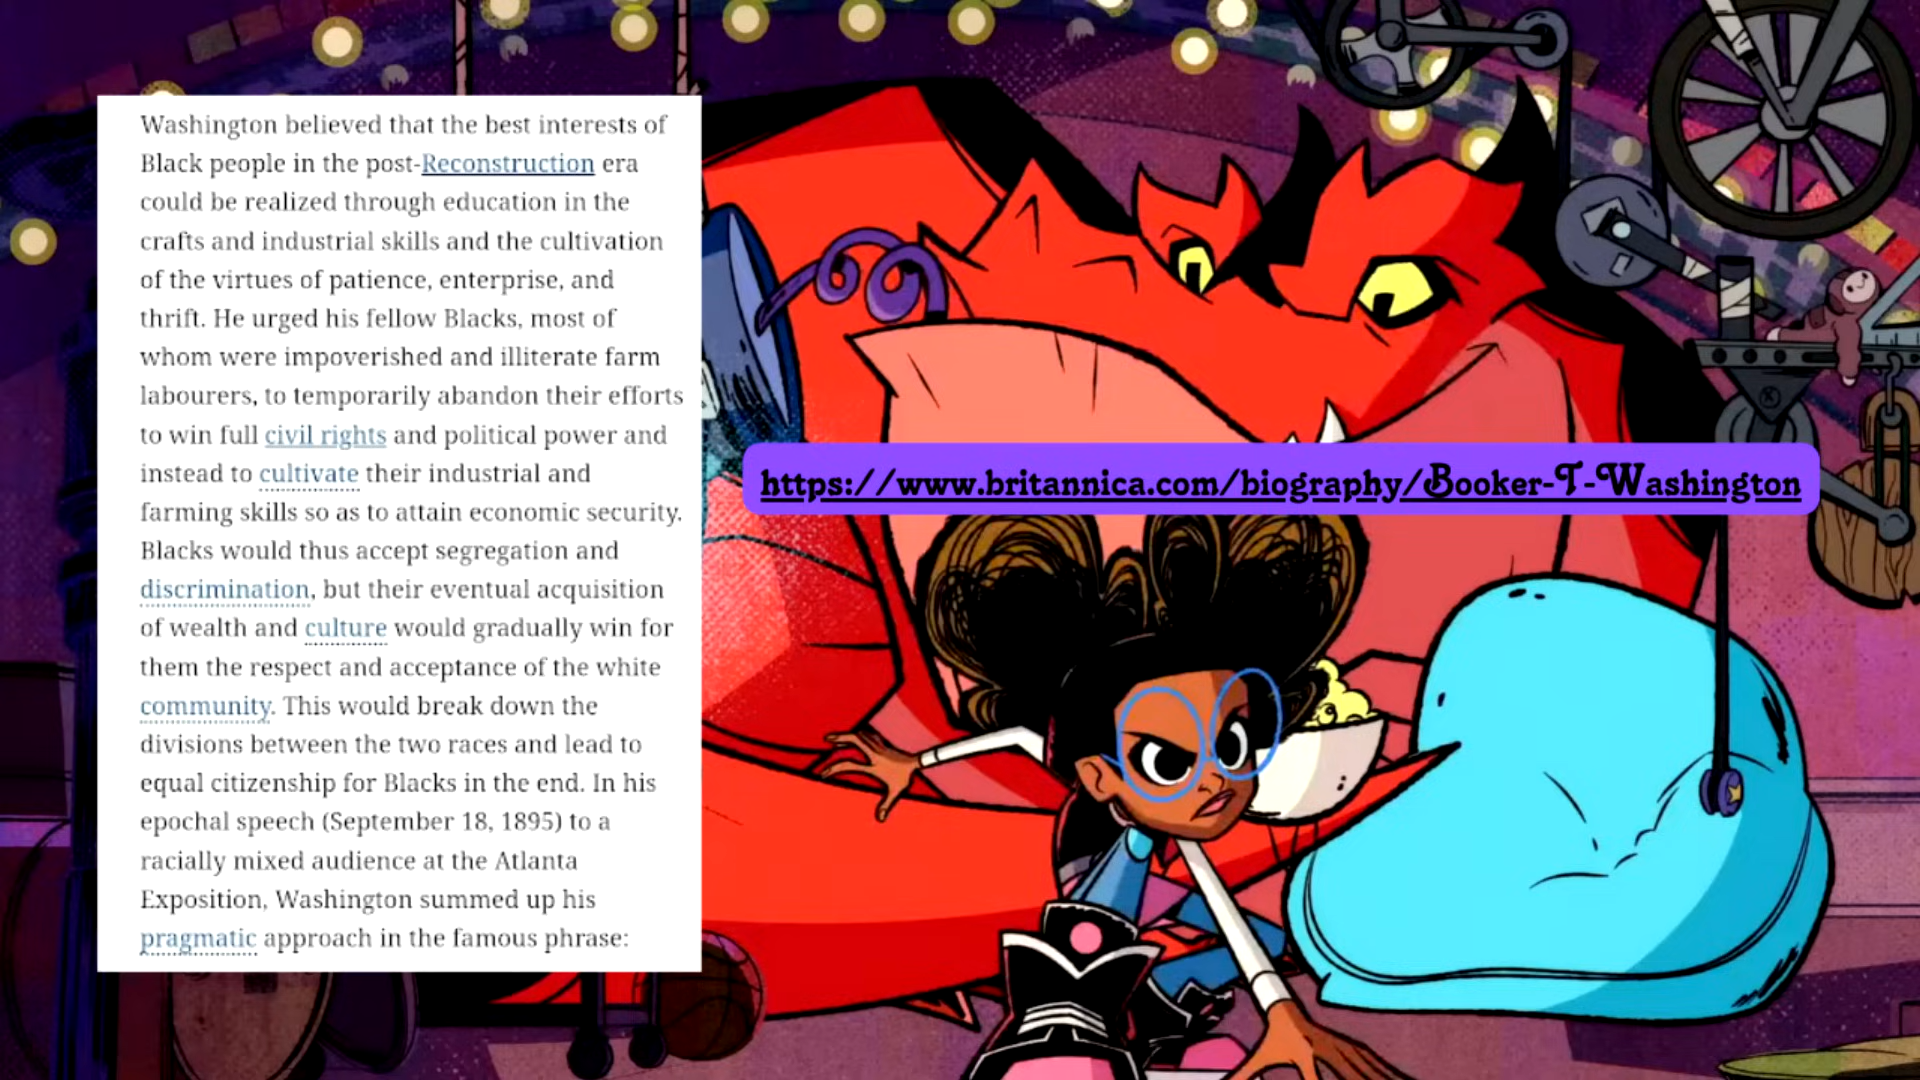 Washington believed that the best interests of
Black people in the post-Reconstruction era
could be realized through education in the
crafts and industrial skills and the cultivation
of the virtues of patience, enterprise, and
thrift. He urged his fellow Blacks, most of
whom were impoverished and illiterate farm
labourers, to temporarily abandon their efforts
to win full civil rights and political power and
instead to cultivate their industrial and
farming skills so as to attain economic security.
Blacks would thus accept segregation and
discrimination, but their eventual acquisition
of wealth and culture would gradually win for
them the respect and acceptance of the white
community. This would break down the
divisions between the two races and lead to
equal citizenship for Blacks in the end. In his
epochal speech (September 18, 1895) to a
racially mixed audience at the Atlanta
Exposition, Washington summed up his
pragmatic approach in the famous phrase:
https://www.britannica.com/biography/Booker-T-Washington